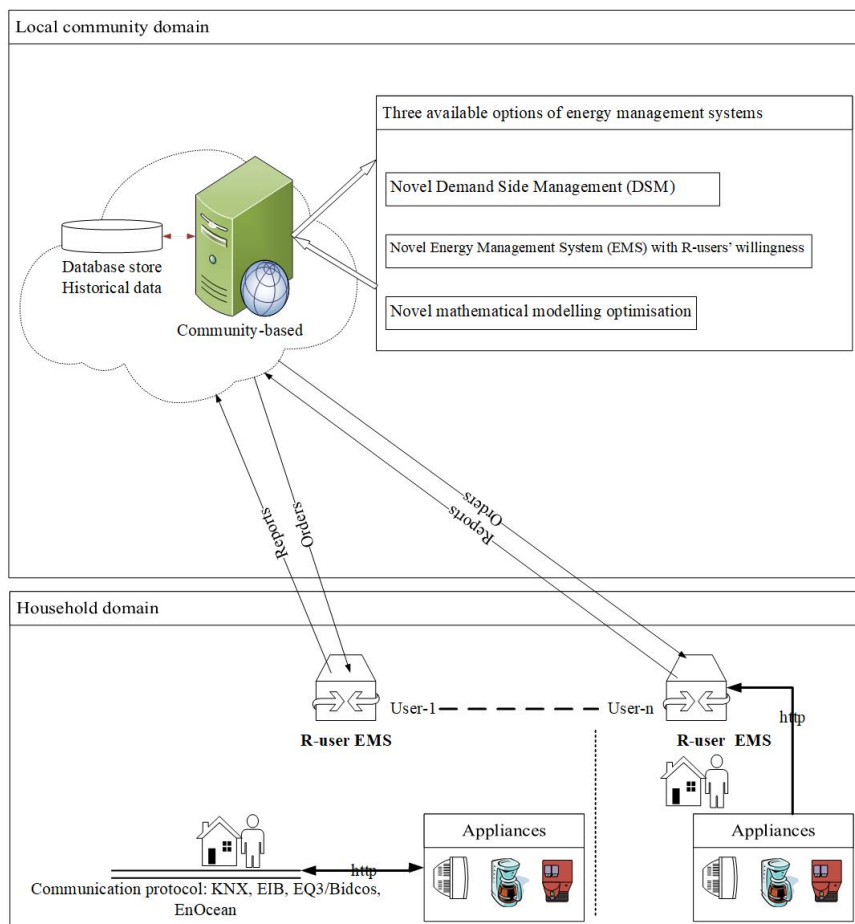 Local community domain
Three available options of energy management systems
Novel Demand Side Management (DSM)
Novel Energy Management System (EMS) with R-users' willingness
Novel mathematical modelling optimisation
Database store
Historical data
Community-based
Reports
Orders
Orders
Reports
Household domain
User-1
User-n
R-user EMS
R-user EMS
http
Appliances
Appliances
http
Communication protocol: KNX, EIB, EQ3/Bidcos,
EnOcean